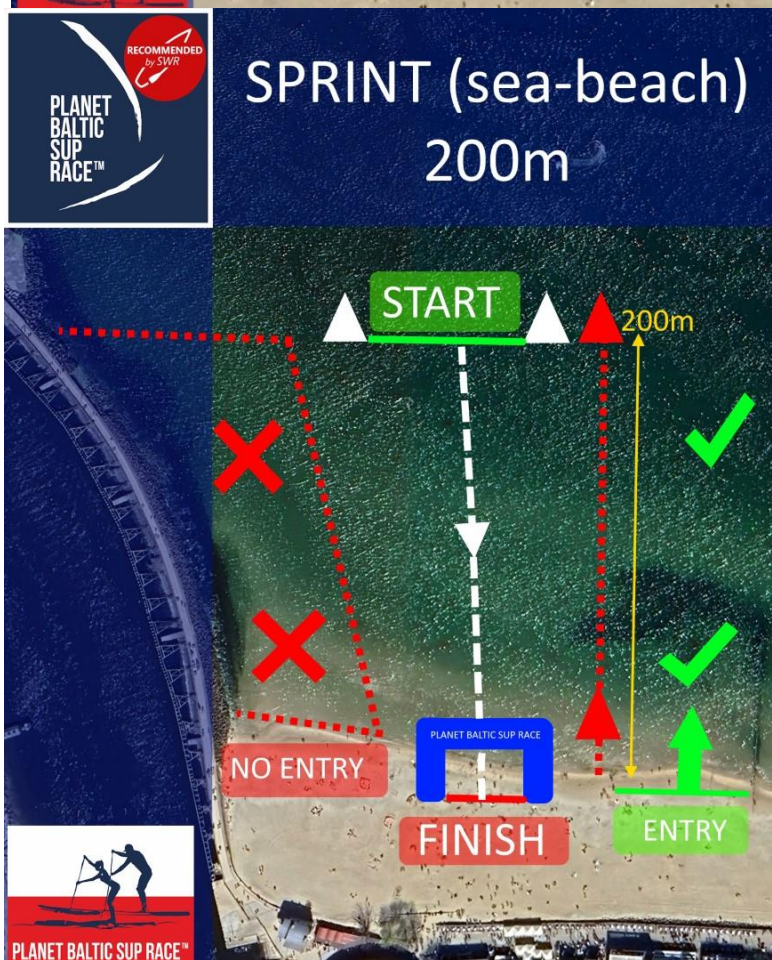 RECOMMENDED
by SWR
PLANET
BALTIC
SUP
RACE™
SPRINT (sea-beach)
200m
START
200m
PLANET BALTIC SUP RACE
NO ENTRY
FINISH
ENTRY
PLANET BALTIC SUP RACE™